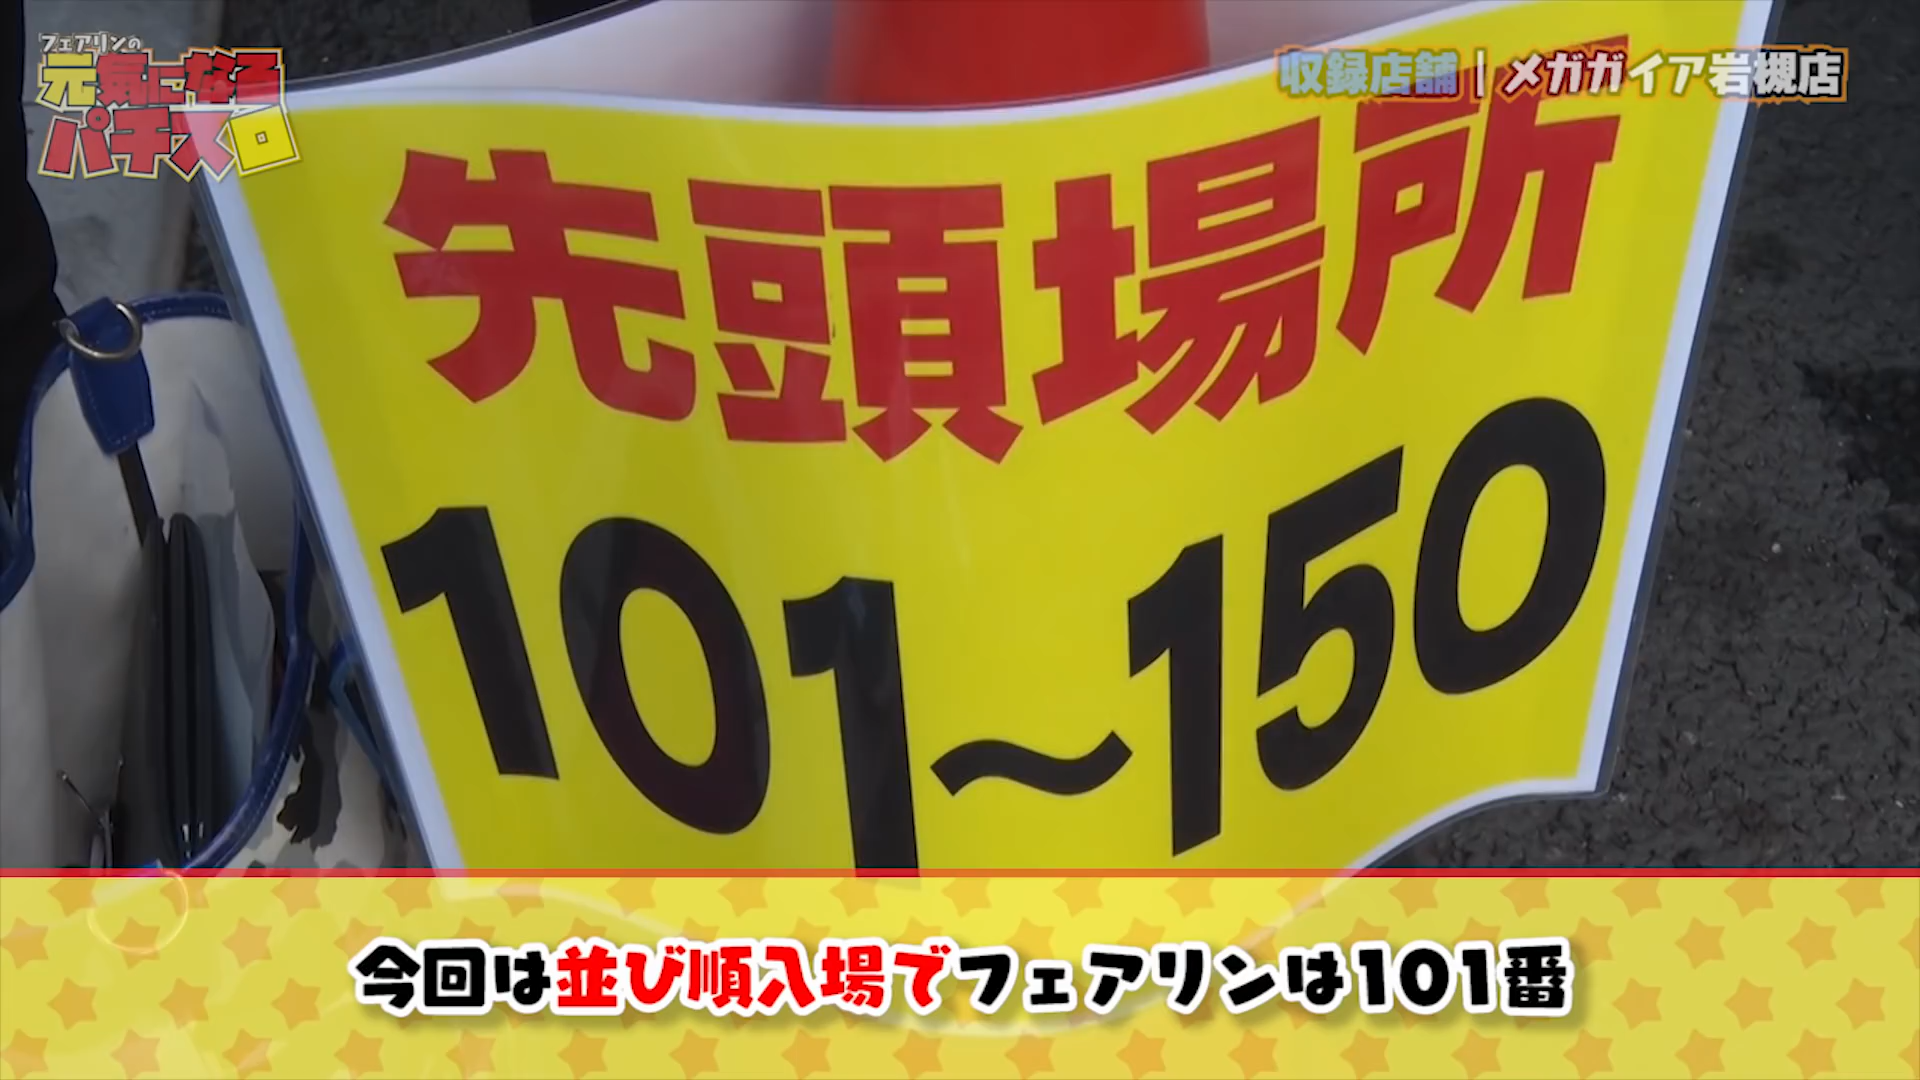 フェアリンの
元気になる
パチスロ
収録店舗｜メガガイア岩槻店
先頭場所
101～150
今回は並び順入場でフェアリンは101番